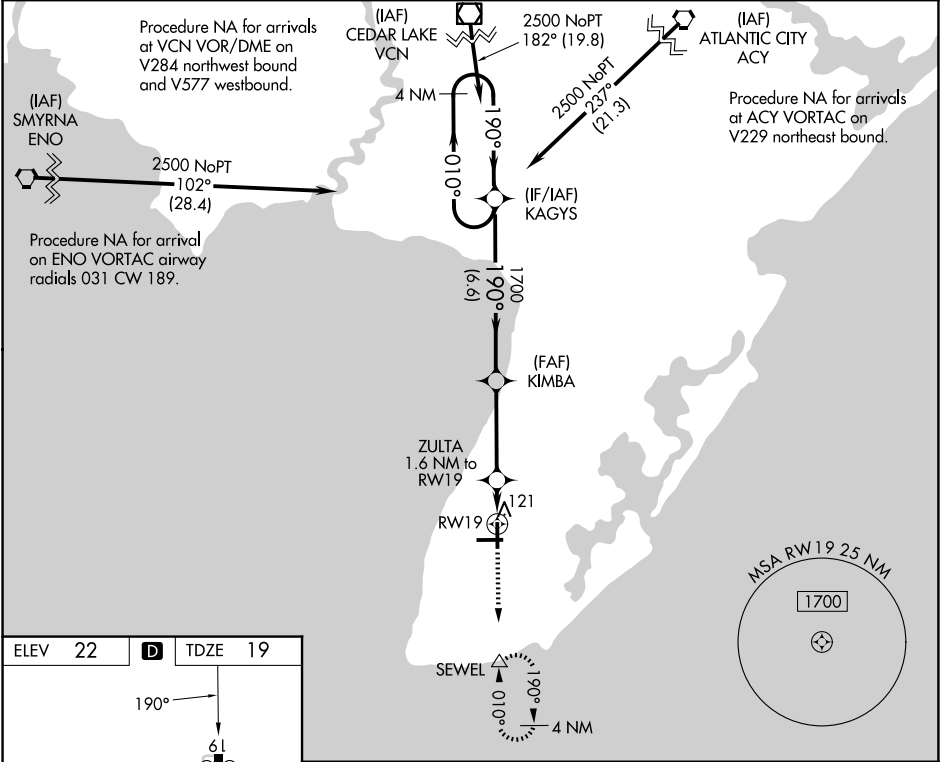 Procedure NA for arrivals
at VCN VOR/DME on
V284 northwest bound
and V577 westbound.
(IAF)
CEDAR LAKE
VCN
2500 NoPT
182° (19.8)
(IAF)
ATLANTIC CITY
ACY
2500 NoPT
237°
(21.3)
Procedure NA for arrivals
at ACY VORTAC on
V229 northeast bound.
4 NM
190°
010°
(IAF)
SMYRNA
ENO
2500 NoPT
102°
(28.4)
Procedure NA for arrival
on ENO VORTAC airway
radials 031 CW 189.
(IF/IAF)
KAGYS
1700
190°
(6.6)
(FAF)
KIMBA
ZULTA
1.6 NM to
RW19
121
RW19
MSA RW19 25 NM
1700
SEWEL
190°
010°
4 NM
ELEV 22
D
TDZE 19
190°
19